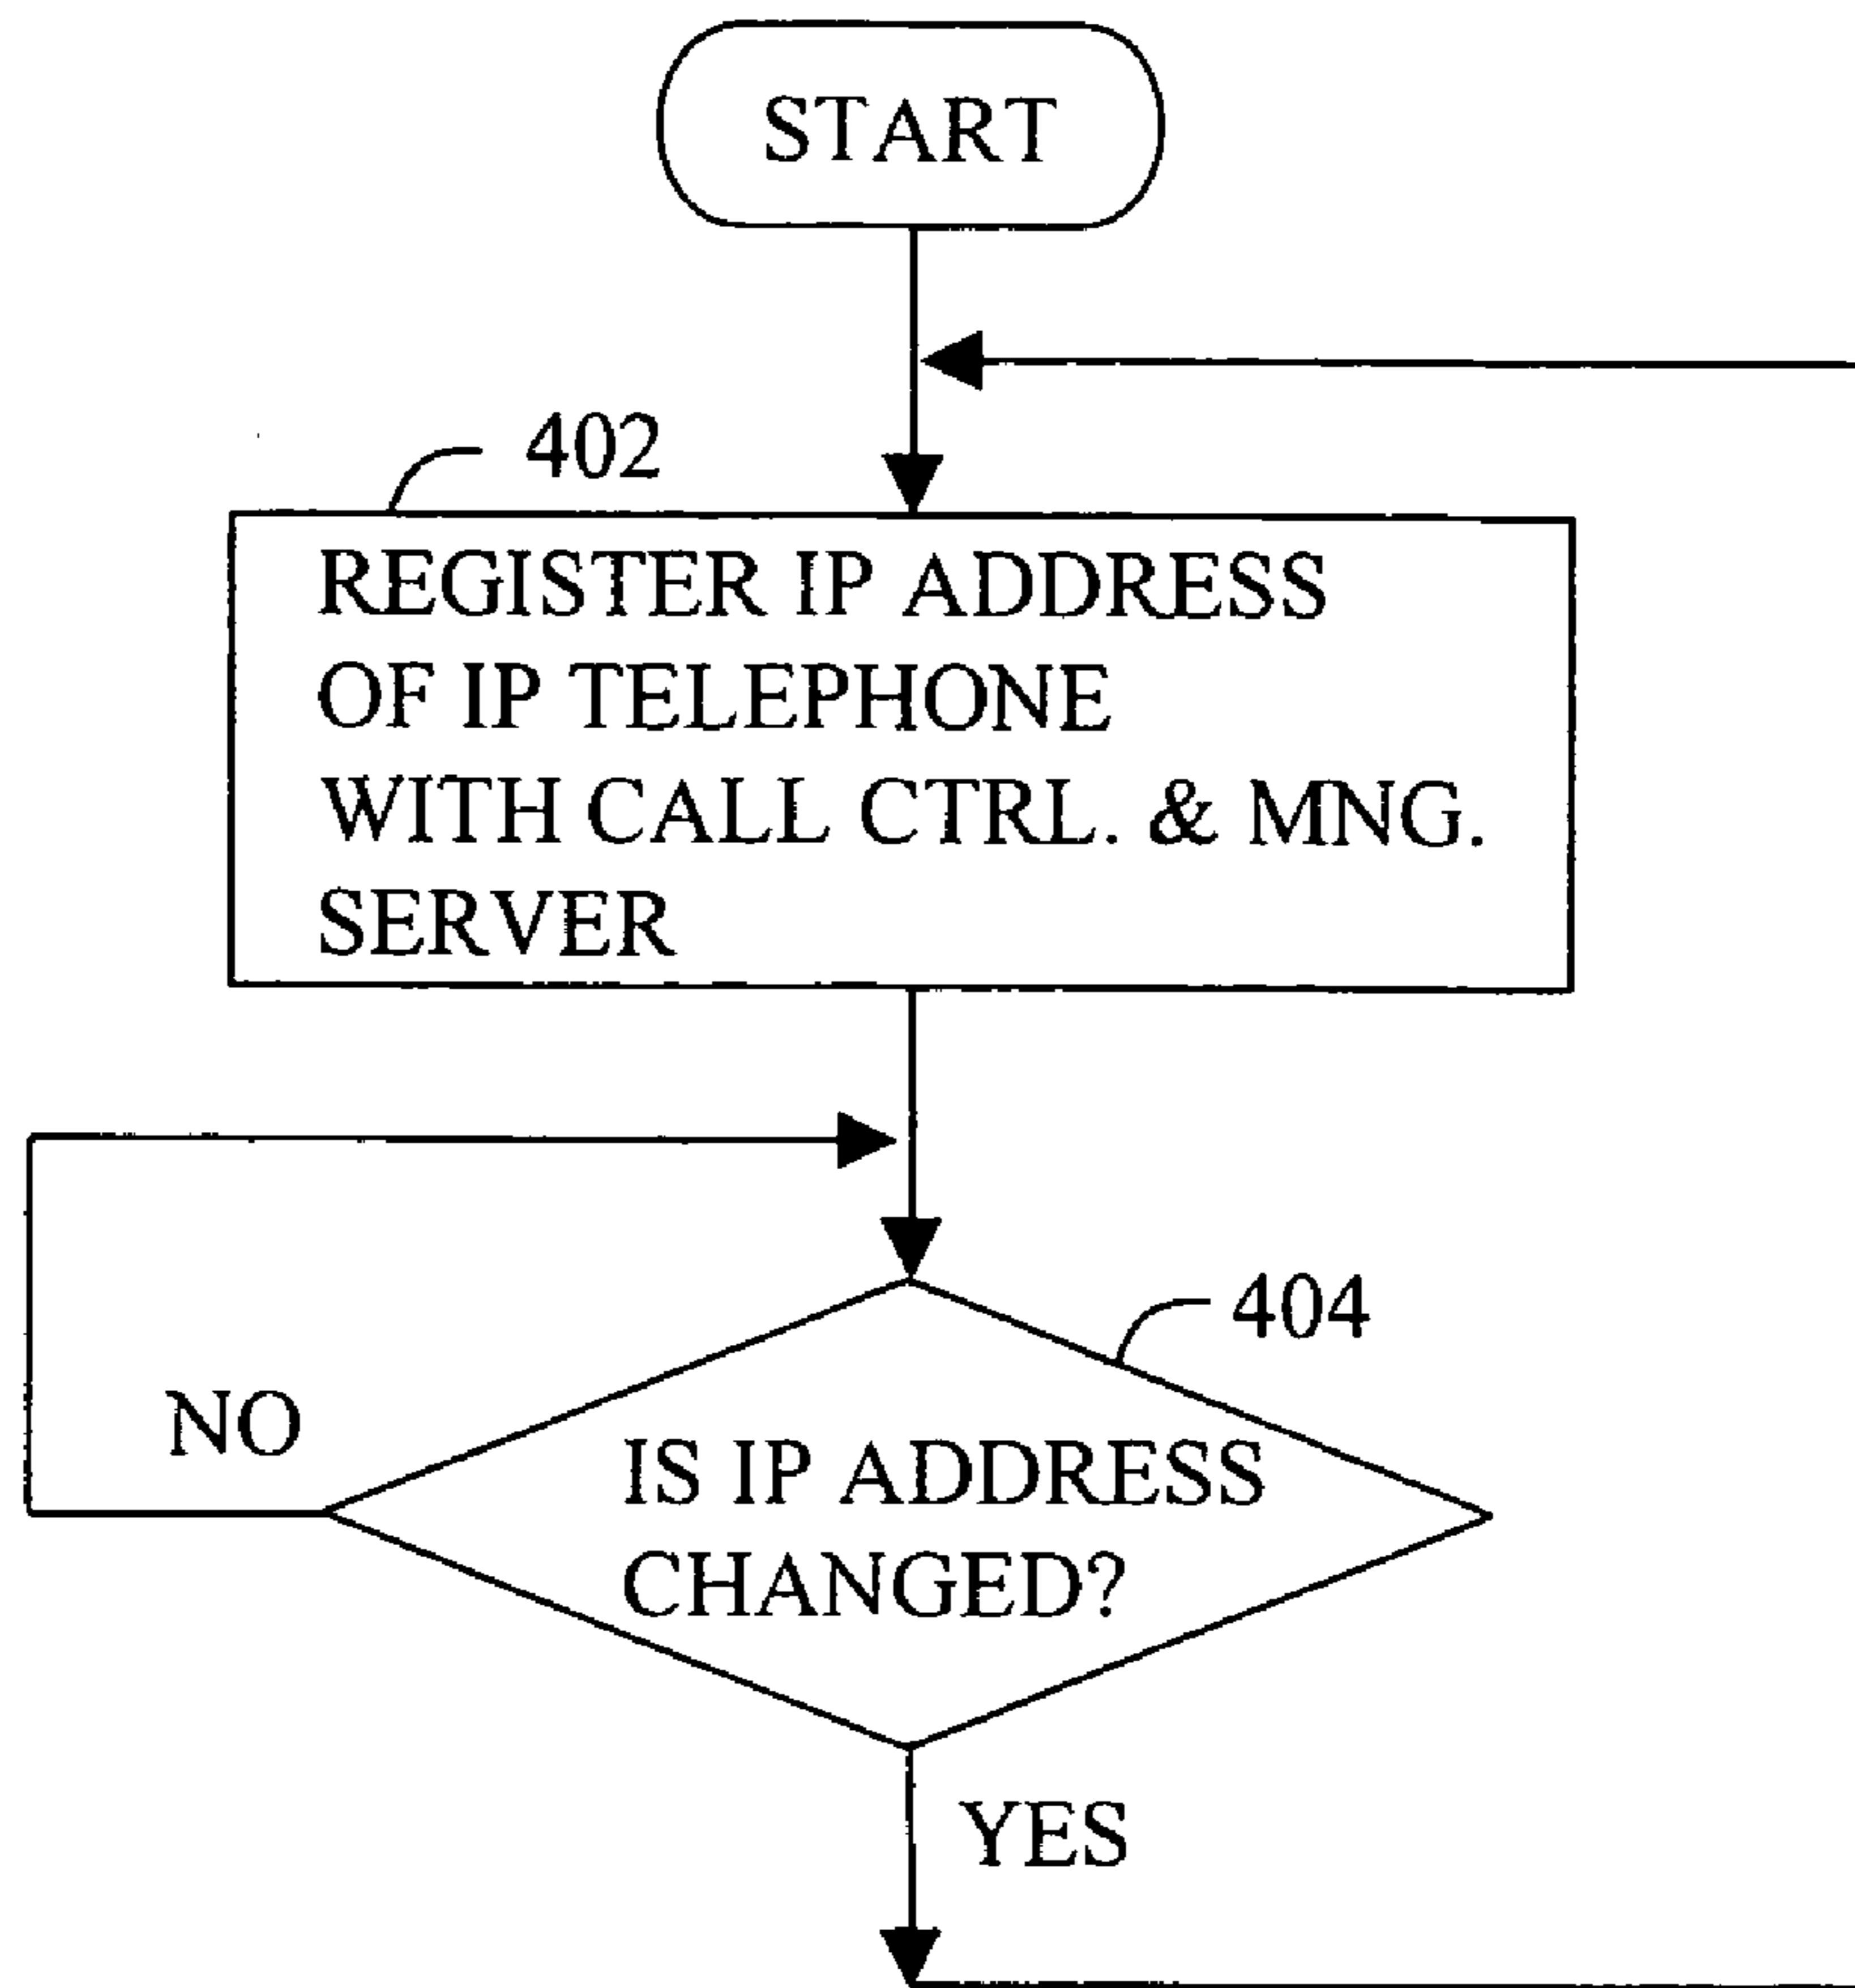 START
402
REGISTER IP ADDRESS
OF IP TELEPHONE
WITH CALL CTRL. & MNG.
SERVER
404
NO
IS IP ADDRESS
CHANGED?
YES